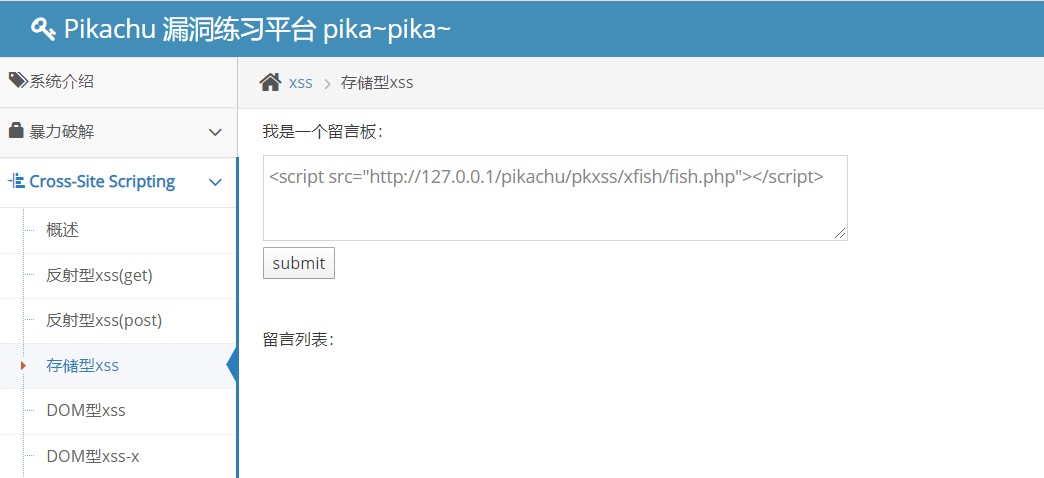 Pikachu 漏洞练习平台 pika~pika~
系统介绍
暴力破解
Cross-Site Scripting
概述
反射型xss(get)
反射型xss(post)
存储型xss
DOM型xss
DOM型xss-x
xss > 存储型xss
我是一个留言板：
<script src="http://127.0.0.1/pikachu/pkxss/xfish/fish.php"></script>
submit
留言列表：